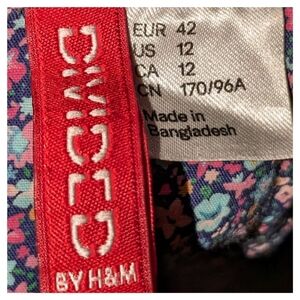 DIVIDED
BY H&M
EUR 42
US 12
CA 12
CN 170/96A
Made in
Bangladesh